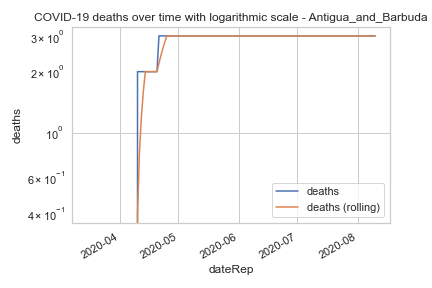 COVID-19 deaths over time with logarithmic scale - Antigua_and_Barbuda
3 × 10⁰
2 × 10⁰
10⁰
6 × 10⁻¹
4 × 10⁻¹
deaths
deaths
deaths (rolling)
2020-04
2020-05
2020-06
2020-07
2020-08
dateRep